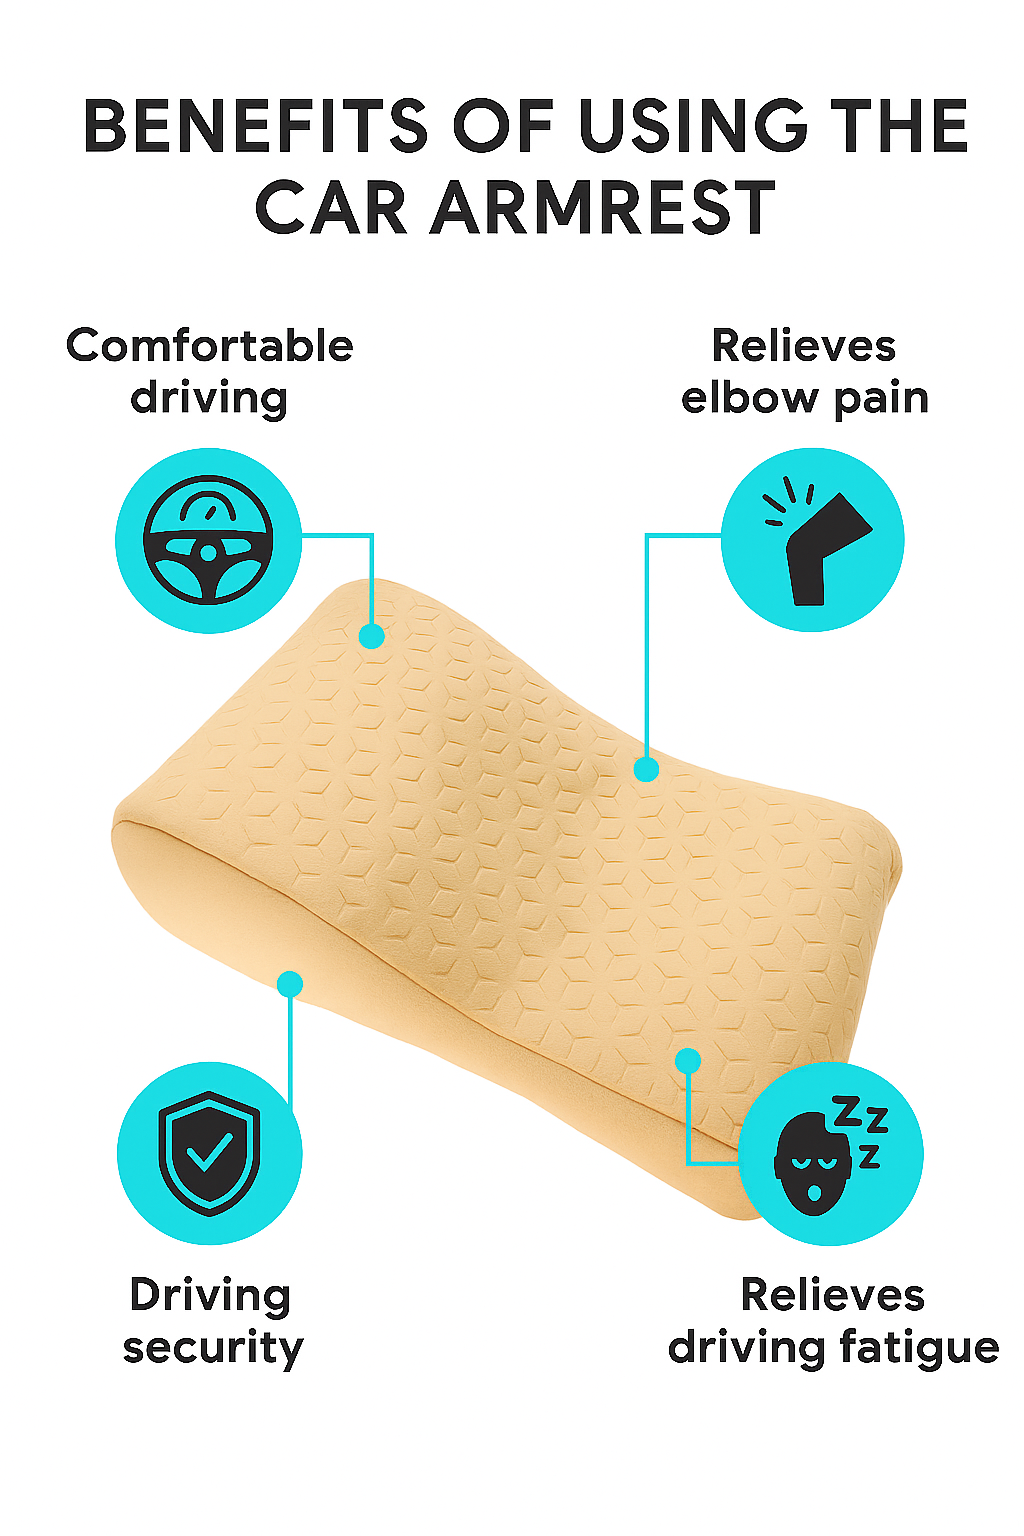 BENEFITS OF USING THE
CAR ARMREST
Comfortable
driving
Relieves
elbow pain
Z Z
Z
Driving
security
Relieves
driving fatigue